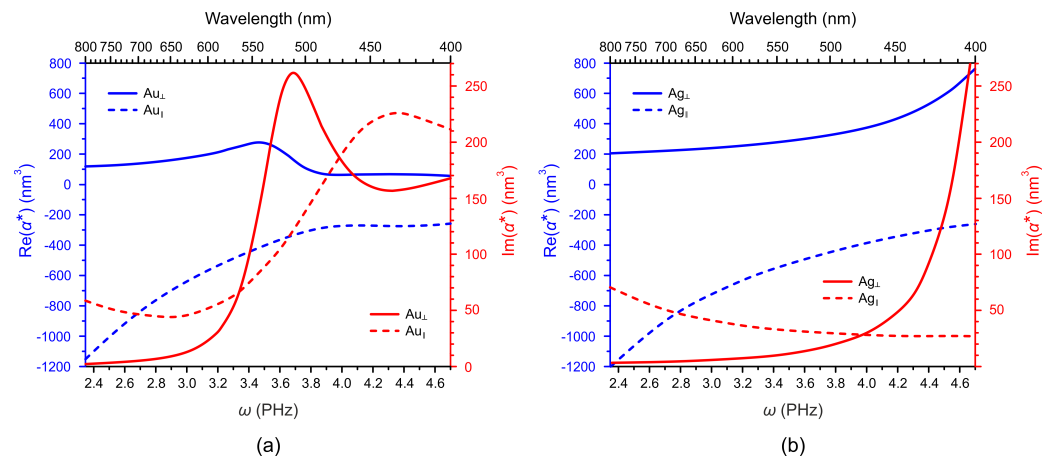 Wavelength (nm)
800 750 700 650 600 550 500 450 400
800
600
400
200
0
-200
-400
-600
-800
-1000
-1200
Re(α*) (nm³)
Au⊥
Au∥
Au⊥
Au∥
250
200
150
100
50
0
Im(α*) (nm³)
2.4 2.6 2.8 3.0 3.2 3.4 3.6 3.8 4.0 4.2 4.4 4.6
ω (PHz)
(a)
Wavelength (nm)
800 750 700 650 600 550 500 450 400
800
600
400
200
0
-200
-400
-600
-800
-1000
-1200
Re(α*) (nm³)
Ag⊥
Ag∥
Ag⊥
Ag∥
250
200
150
100
50
0
Im(α*) (nm³)
2.4 2.6 2.8 3.0 3.2 3.4 3.6 3.8 4.0 4.2 4.4 4.6
ω (PHz)
(b)